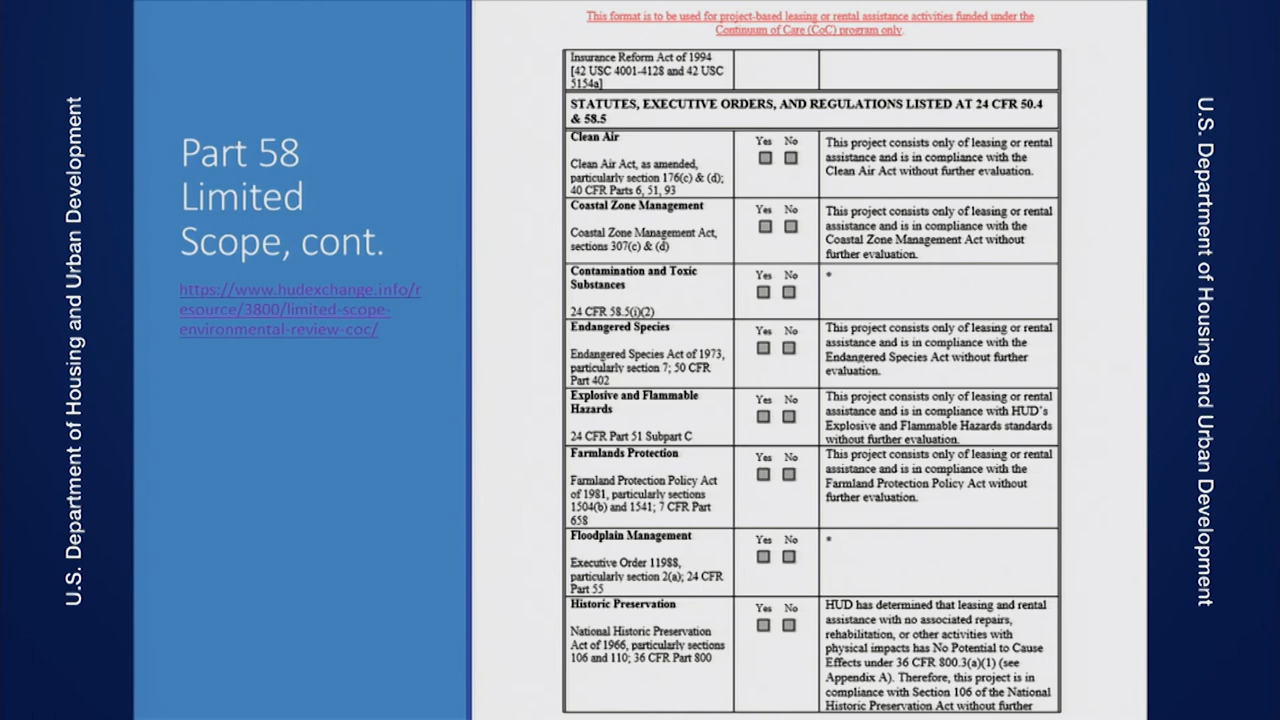 U.S. Department of Housing and Urban Development
Part 58
Limited
Scope, cont.
https://www.hudexchange.info/r
esource/3800/limited-scope-
environmental-review-coc/
This format is to be used for project-based leasing or rental assistance activities funded under the
Continuum of Care (CoC) program only.
Insurance Reform Act of 1994
[42 USC 4001-4128 and 42 USC
5154a]
STATUTES, EXECUTIVE ORDERS, AND REGULATIONS LISTED AT 24 CFR 50.4
& 58.5
Clean Air
Clean Air Act, as amended,
particularly section 176(c) & (d);
40 CFR Parts 6, 51, 93
Yes No
This project consists only of leasing or rental
assistance and is in compliance with the
Clean Air Act without further evaluation.
Coastal Zone Management
Coastal Zone Management Act,
sections 307(c) & (d)
Yes No
This project consists only of leasing or rental
assistance and is in compliance with the
Coastal Zone Management Act without
further evaluation.
Contamination and Toxic
Substances
24 CFR 58.5(i)(2)
Yes No
*
Endangered Species
Endangered Species Act of 1973,
particularly section 7; 50 CFR
Part 402
Yes No
This project consists only of leasing or rental
assistance and is in compliance with the
Endangered Species Act without further
evaluation.
Explosive and Flammable
Hazards
24 CFR Part 51 Subpart C
Yes No
This project consists only of leasing or rental
assistance and is in compliance with HUD's
Explosive and Flammable Hazards standards
without further evaluation.
Farmlands Protection
Farmland Protection Policy Act
of 1981, particularly sections
1504(b) and 1541; 7 CFR Part
658
Yes No
This project consists only of leasing or rental
assistance and is in compliance with the
Farmland Protection Policy Act without
further evaluation.
Floodplain Management
Executive Order 11988,
particularly section 2(a); 24 CFR
Part 55
Yes No
*
Historic Preservation
National Historic Preservation
Act of 1966, particularly sections
106 and 110; 36 CFR Part 800
Yes No
HUD has determined that leasing and rental
assistance with no associated repairs,
rehabilitation, or other activities with
physical impacts has No Potential to Cause
Effects under 36 CFR 800.3(a)(1) (see
Appendix A). Therefore, this project is in
compliance with Section 106 of the National
Historic Preservation Act without further
U.S. Department of Housing and Urban Development